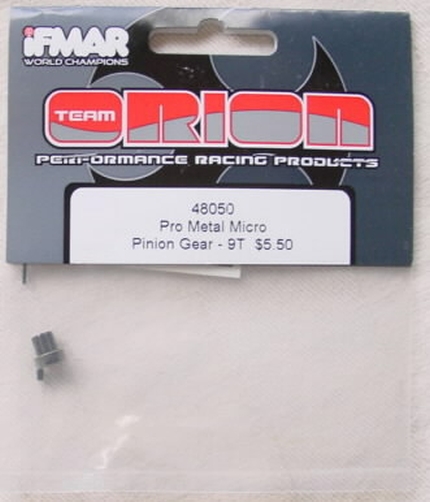 iFMAR
WORLD CHAMPIONS
TEAM
ORION
PERFORMANCE RACING PRODUCTS
48050
Pro Metal Micro
Pinion Gear - 9T $5.50